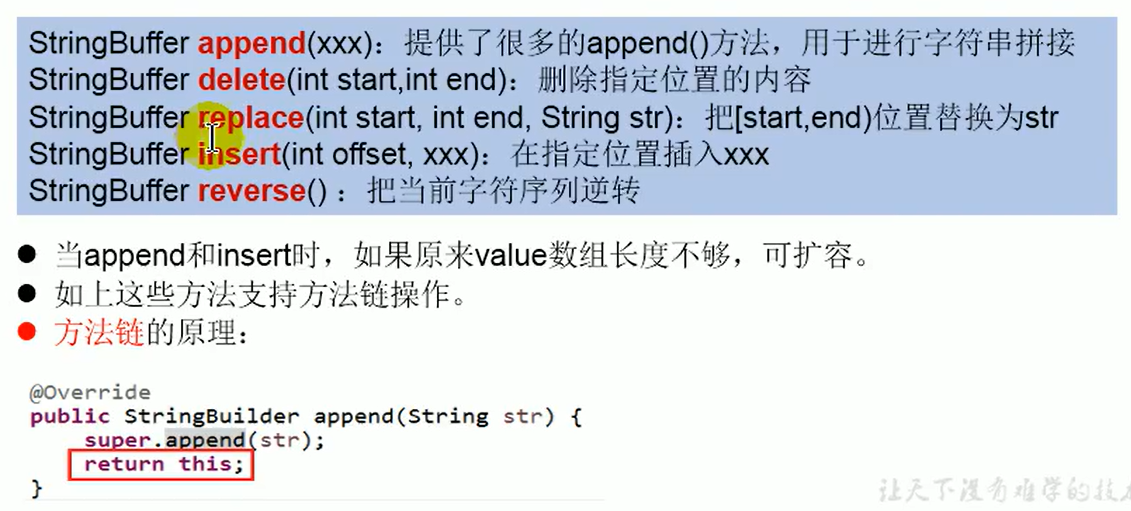 StringBuffer append(xxx)：提供了很多的append()方法，用于进行字符串拼接
StringBuffer delete(int start,int end)：删除指定位置的内容
StringBuffer replace(int start, int end, String str)：把[start,end)位置替换为str
StringBuffer insert(int offset, xxx)：在指定位置插入xxx
StringBuffer reverse()：把当前字符序列逆转
当append和insert时，如果原来value数组长度不够，可扩容。
如上这些方法支持方法链操作。
方法链的原理：
@Override
public StringBuilder append(String str) {
super.append(str);
return this;
}
让天下没有难学的技术